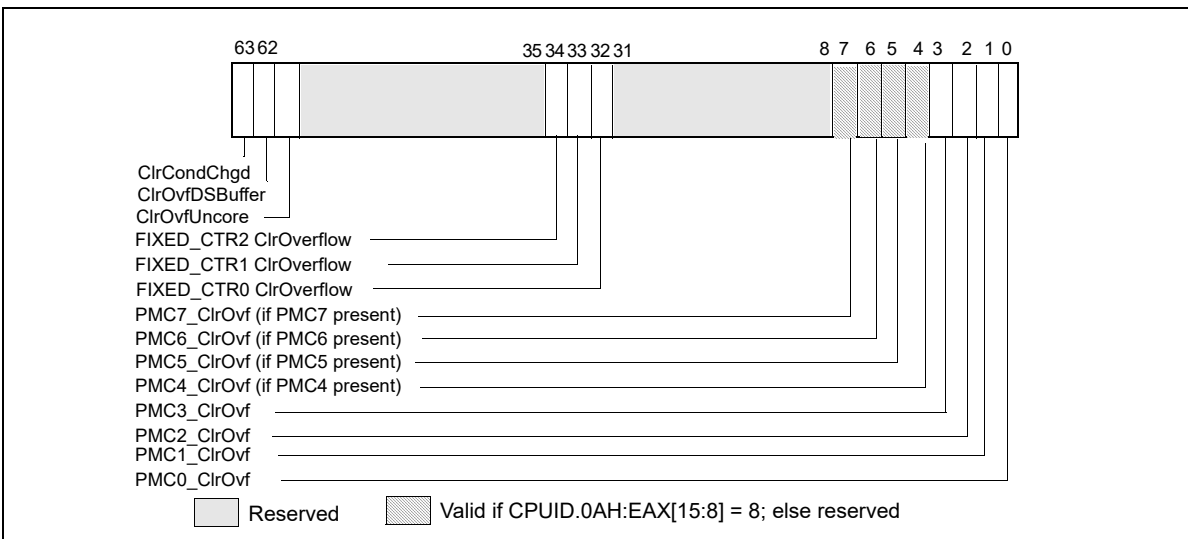 63 62 35 34 33 32 31 8 7 6 5 4 3 2 1 0
ClrCondChgd
ClrOvfDSBuffer
ClrOvfUncore
FIXED_CTR2 ClrOverflow
FIXED_CTR1 ClrOverflow
FIXED_CTR0 ClrOverflow
PMC7_ClrOvf (if PMC7 present)
PMC6_ClrOvf (if PMC6 present)
PMC5_ClrOvf (if PMC5 present)
PMC4_ClrOvf (if PMC4 present)
PMC3_ClrOvf
PMC2_ClrOvf
PMC1_ClrOvf
PMC0_ClrOvf
Reserved Valid if CPUID.0AH:EAX[15:8] = 8; else reserved